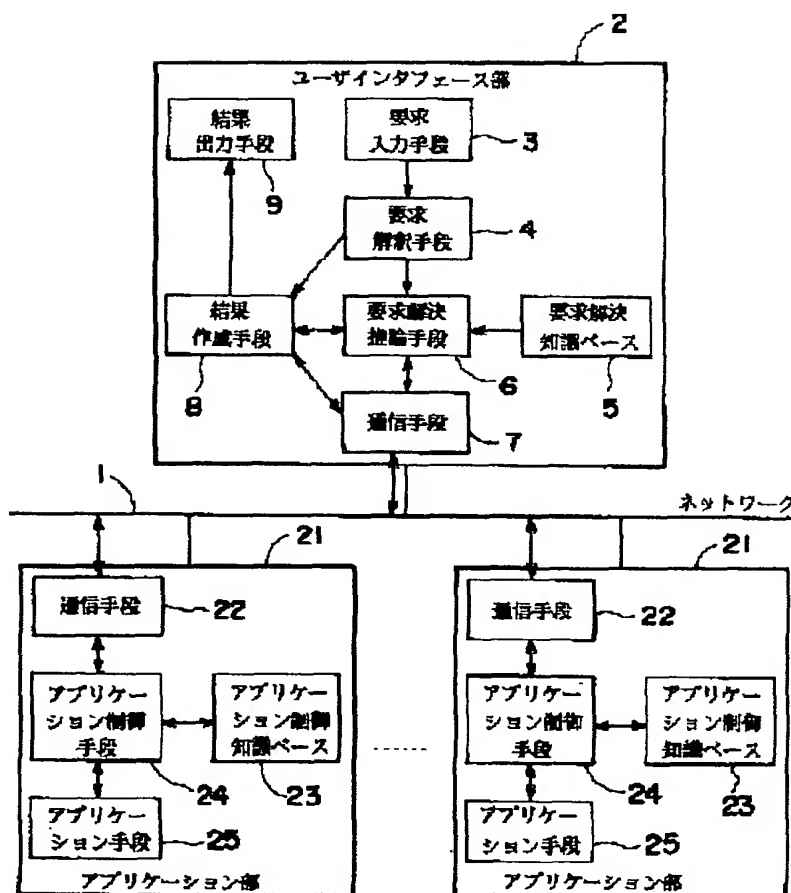 2
ユーザインタフェース部
結果
出力手段
9
要求
入力手段
3
要求
解釈手段
4
結果
作成手段
8
要求解決
推論手段
6
要求解決
知識ベース
5
通信手段
7
1
ネットワーク
21
通信手段
22
アプリケー
ション制御
手段
24
アプリケー
ション制御
知識ベース
23
アプリケー
ション手段
25
アプリケーション部
21
通信手段
22
アプリケー
ション制御
手段
24
アプリケー
ション制御
知識ベース
23
アプリケー
ション手段
25
アプリケーション部